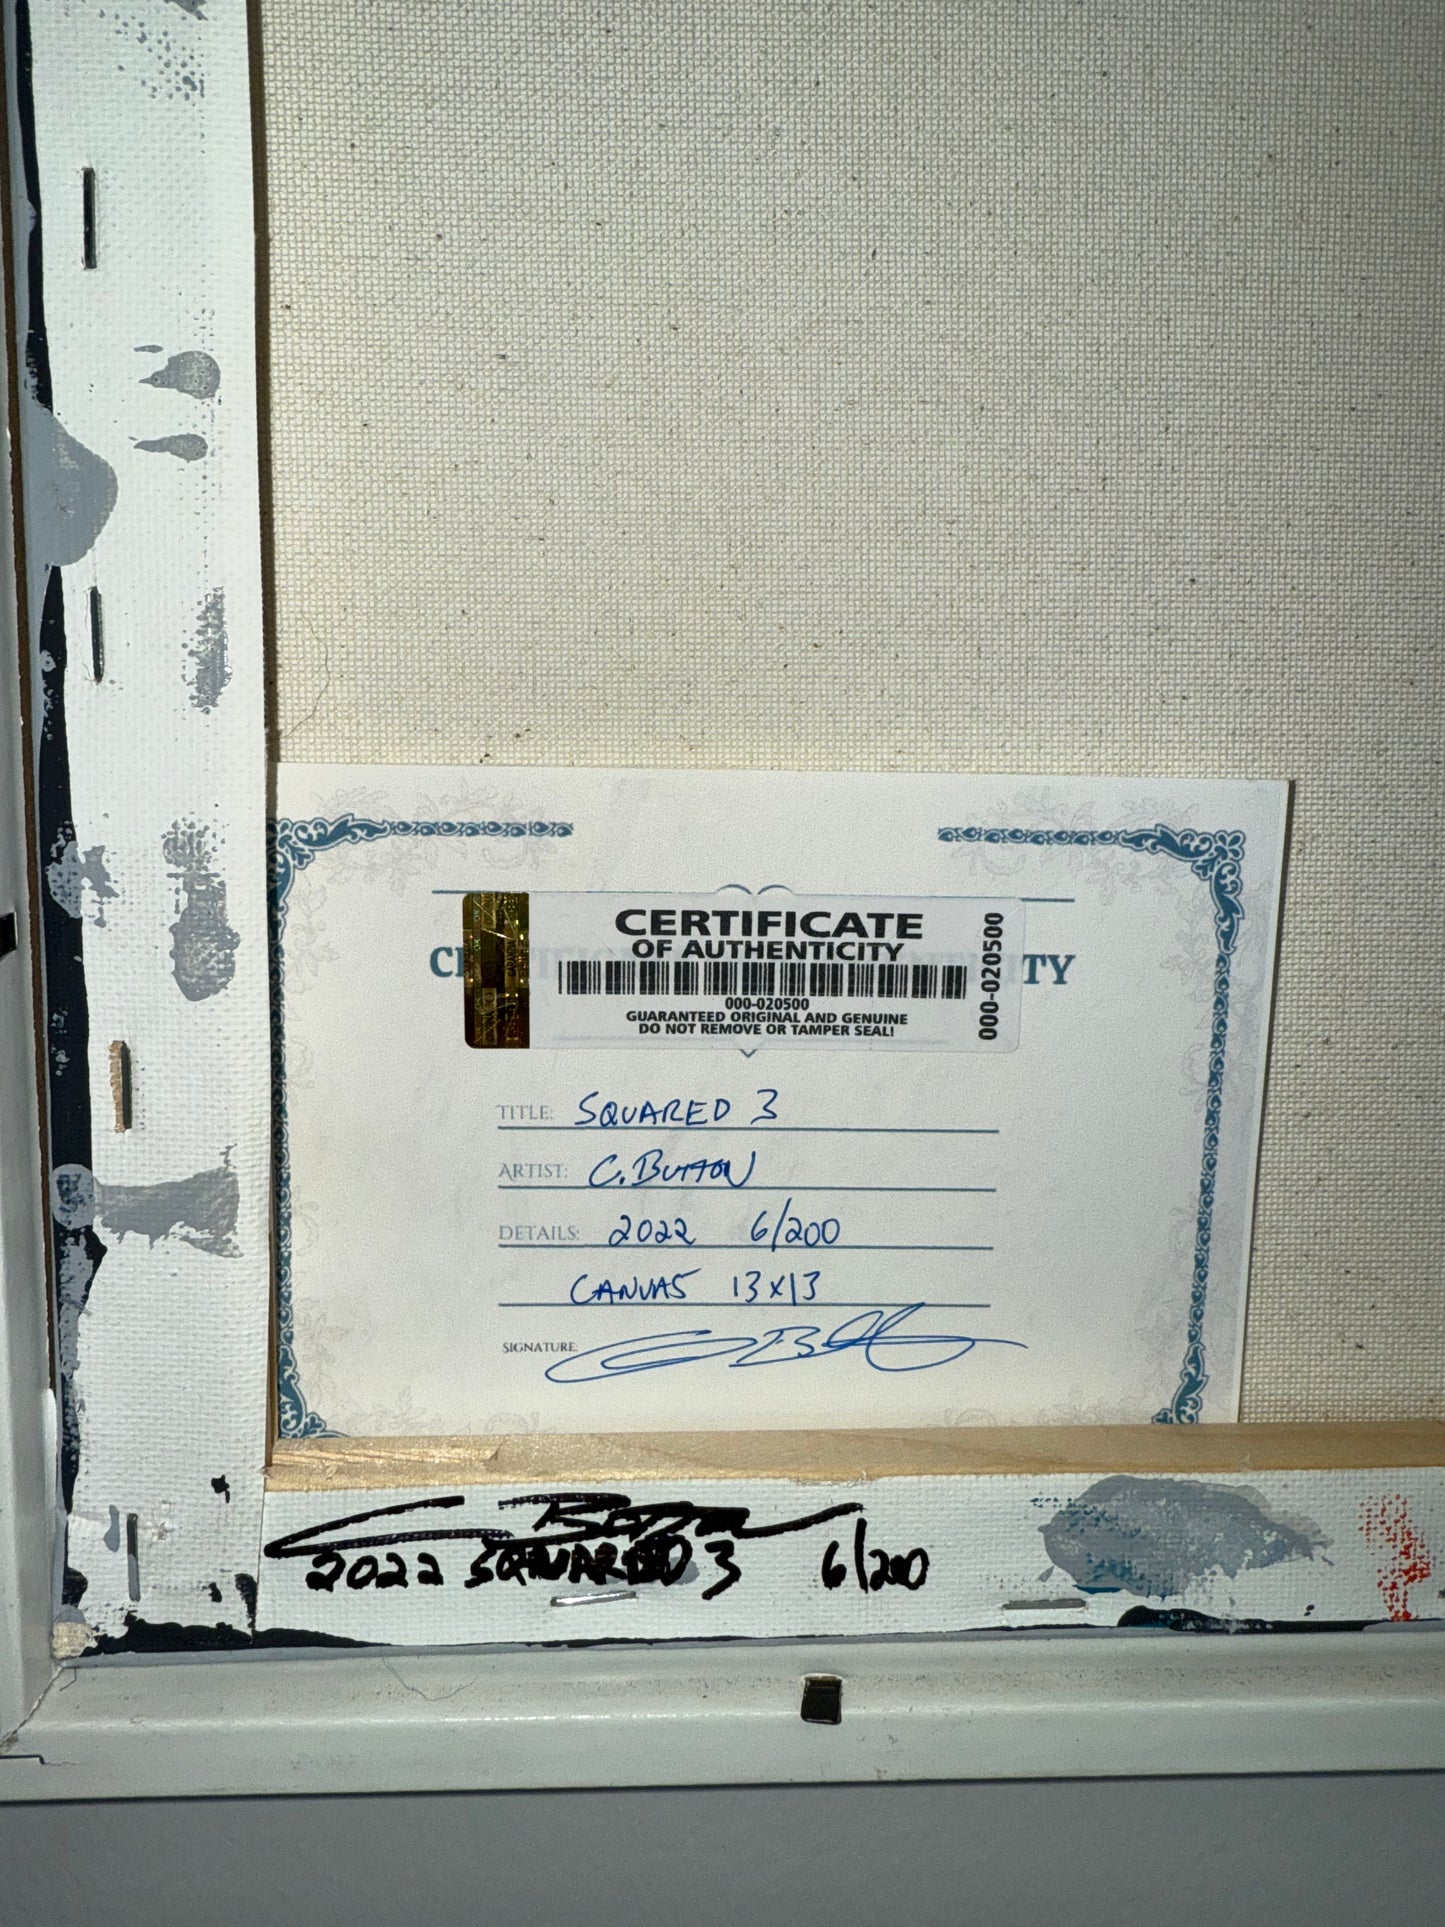 CERTIFICATE
OF AUTHENTICITY
000-020500
GUARANTEED ORIGINAL AND GENUINE
DO NOT REMOVE OR TAMPER SEAL!
000-020500
TITLE: SQUARED 3
ARTIST: C. BUTTON
DETAILS: 2022 6/200
CANVAS 13x13
SIGNATURE:
2022 SQUARED 3 6/200